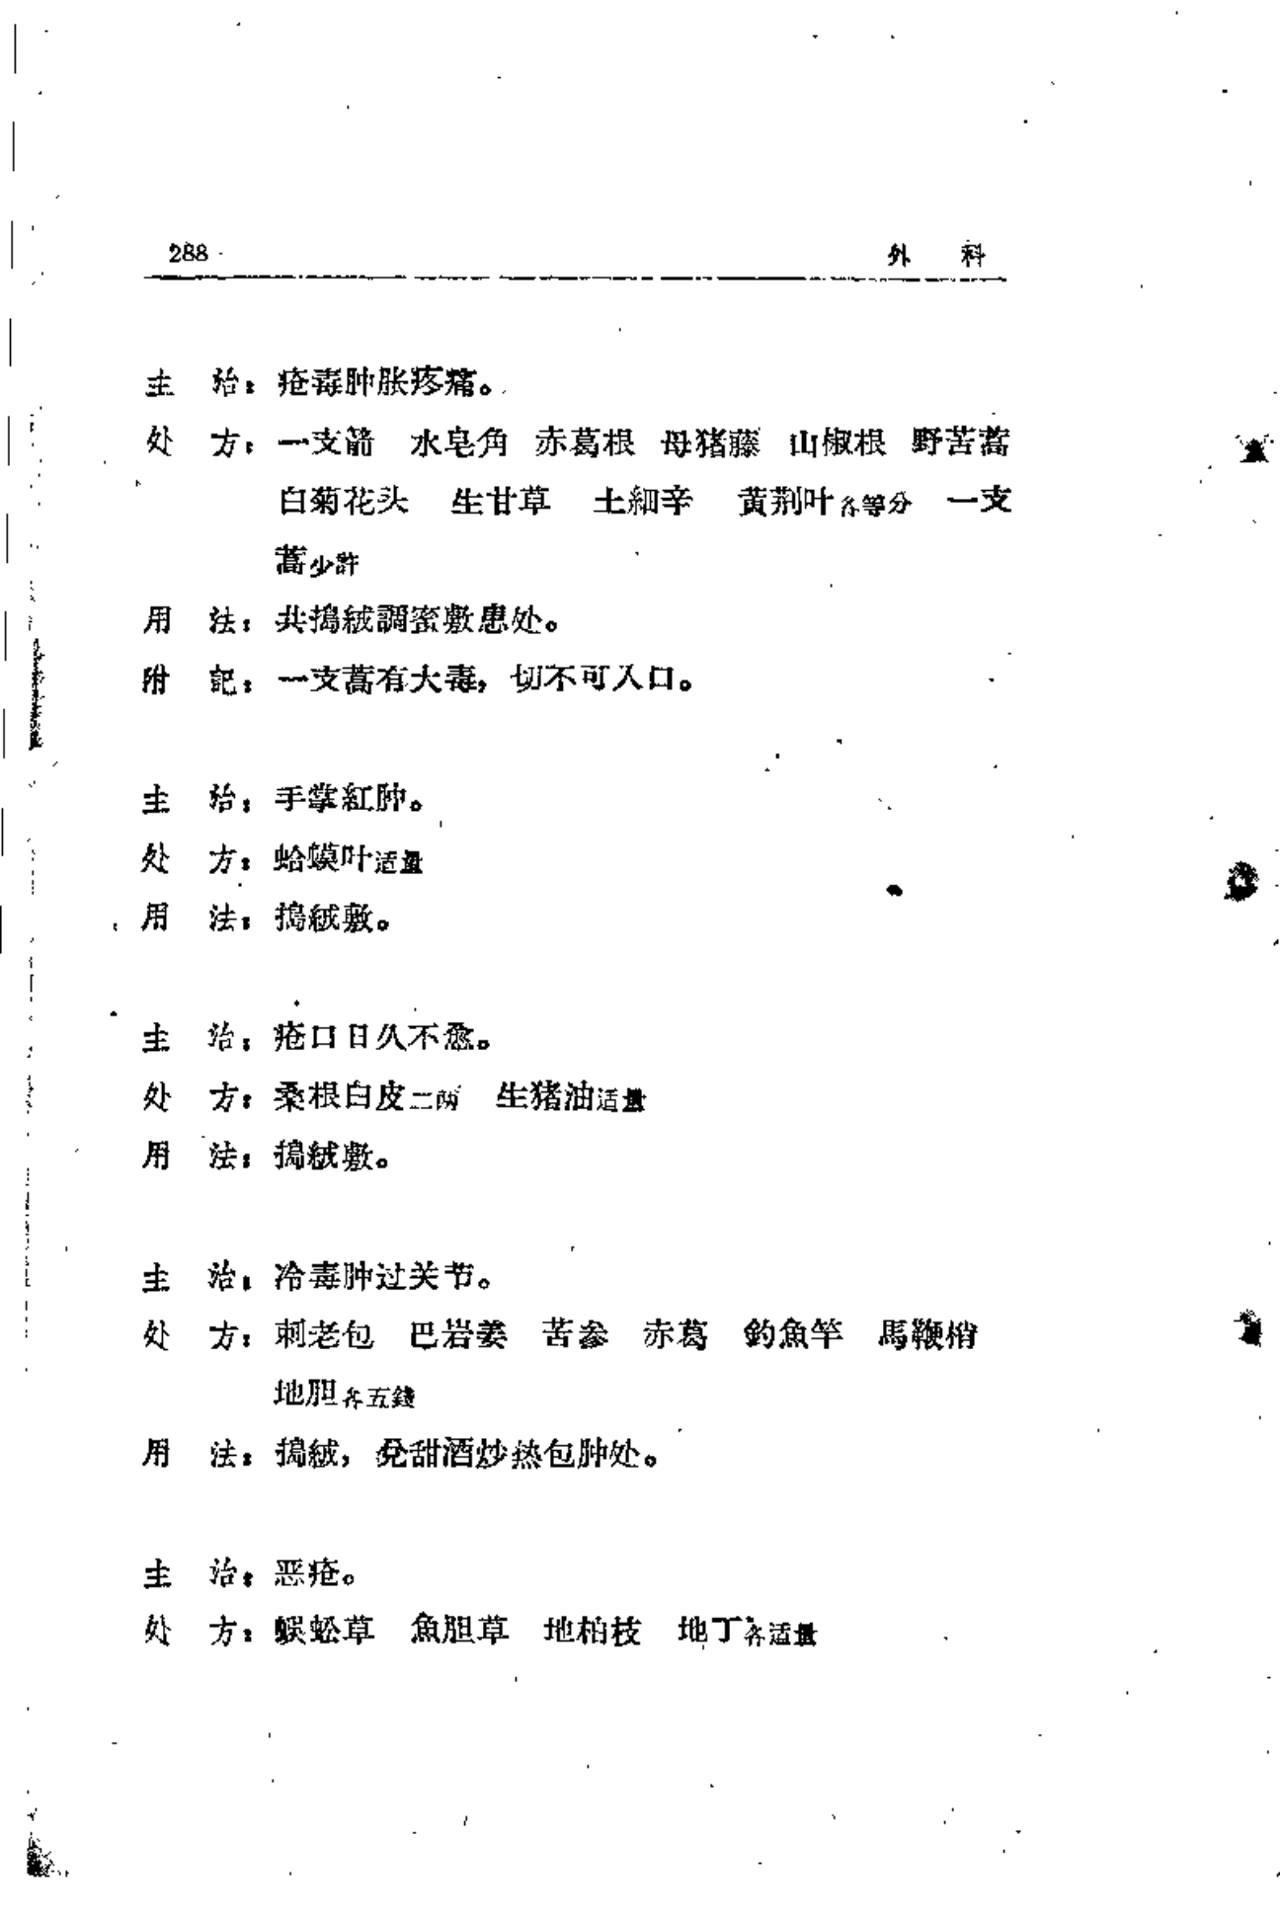 288 外　科
主　治：疮毒肿胀疼痛。
处　方：一支箭　水皂角　赤葛根　母猪藤　山椒根　野苦蒿
白菊花头　生甘草　土細辛　黄荆叶各等分　一支
蒿少許
用　法：共搗絨調蜜敷患处。
附　記：一支蒿有大毒，切不可入口。
主　治：手掌紅肿。
处　方：蛤蟆叶适量
用　法：搗絨敷。
主　治：疮口日久不愈。
处　方：桑根白皮二两　生猪油适量
用　法：搗絨敷。
主　治：冷毒肿过关节。
处　方：刺老包　巴岩姜　苦参　赤葛　釣魚竿　馬鞭梢
地胆各五錢
用　法：搗絨，兌甜酒炒热包肿处。
主　治：恶疮。
处　方：蜈蚣草　魚胆草　地柏枝　地丁各适量